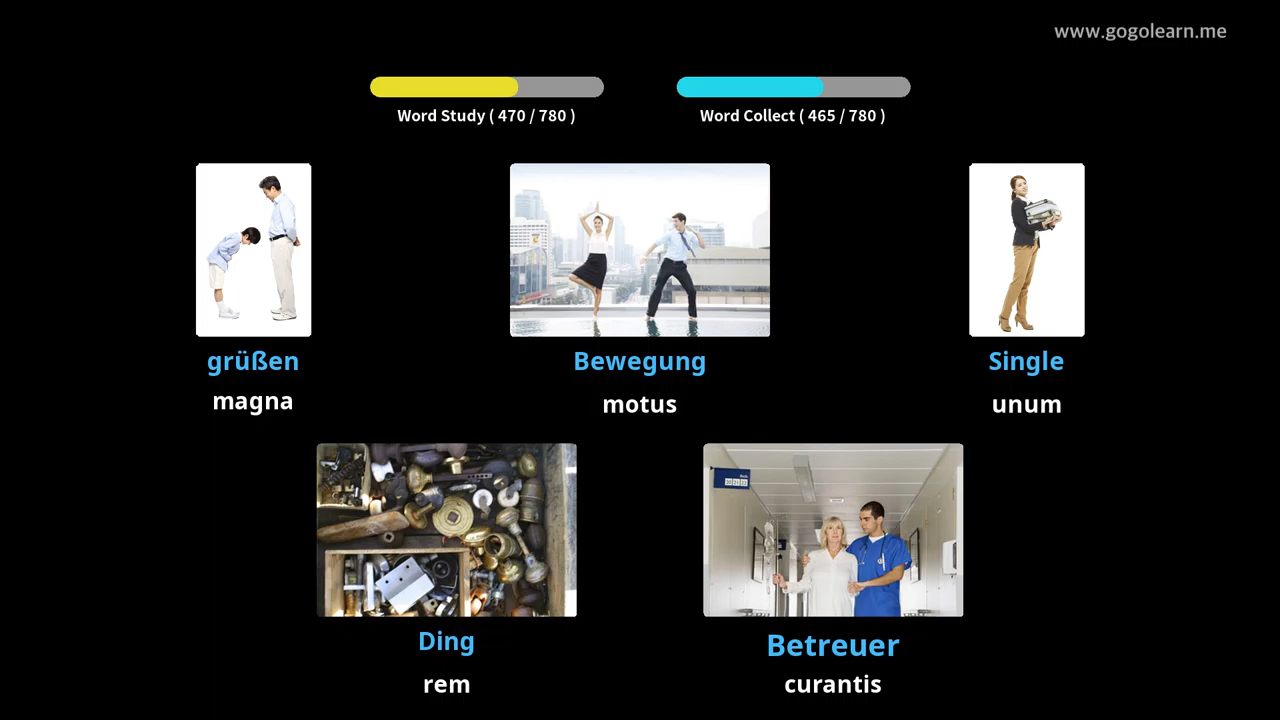 www.gogolearn.me
Word Study ( 470 / 780 )
Word Collect ( 465 / 780 )
grüßen
magna
Bewegung
motus
Single
unum
Ding
rem
Betreuer
curantis